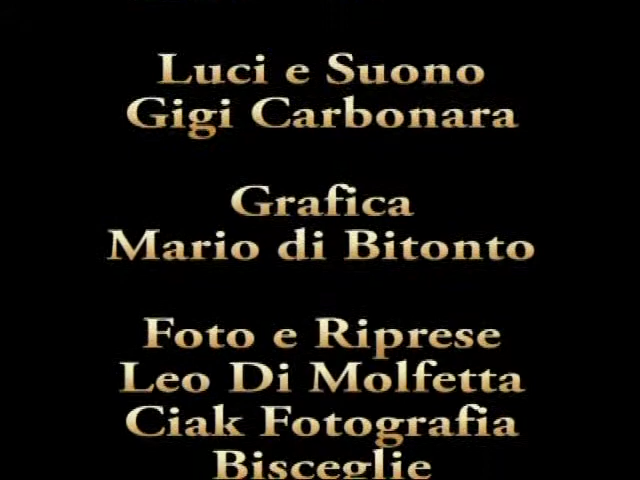 Luci e Suono
Gigi Carbonara
Grafica
Mario di Bitonto
Foto e Riprese
Leo Di Molfetta
Ciak Fotografia
Bisceglie